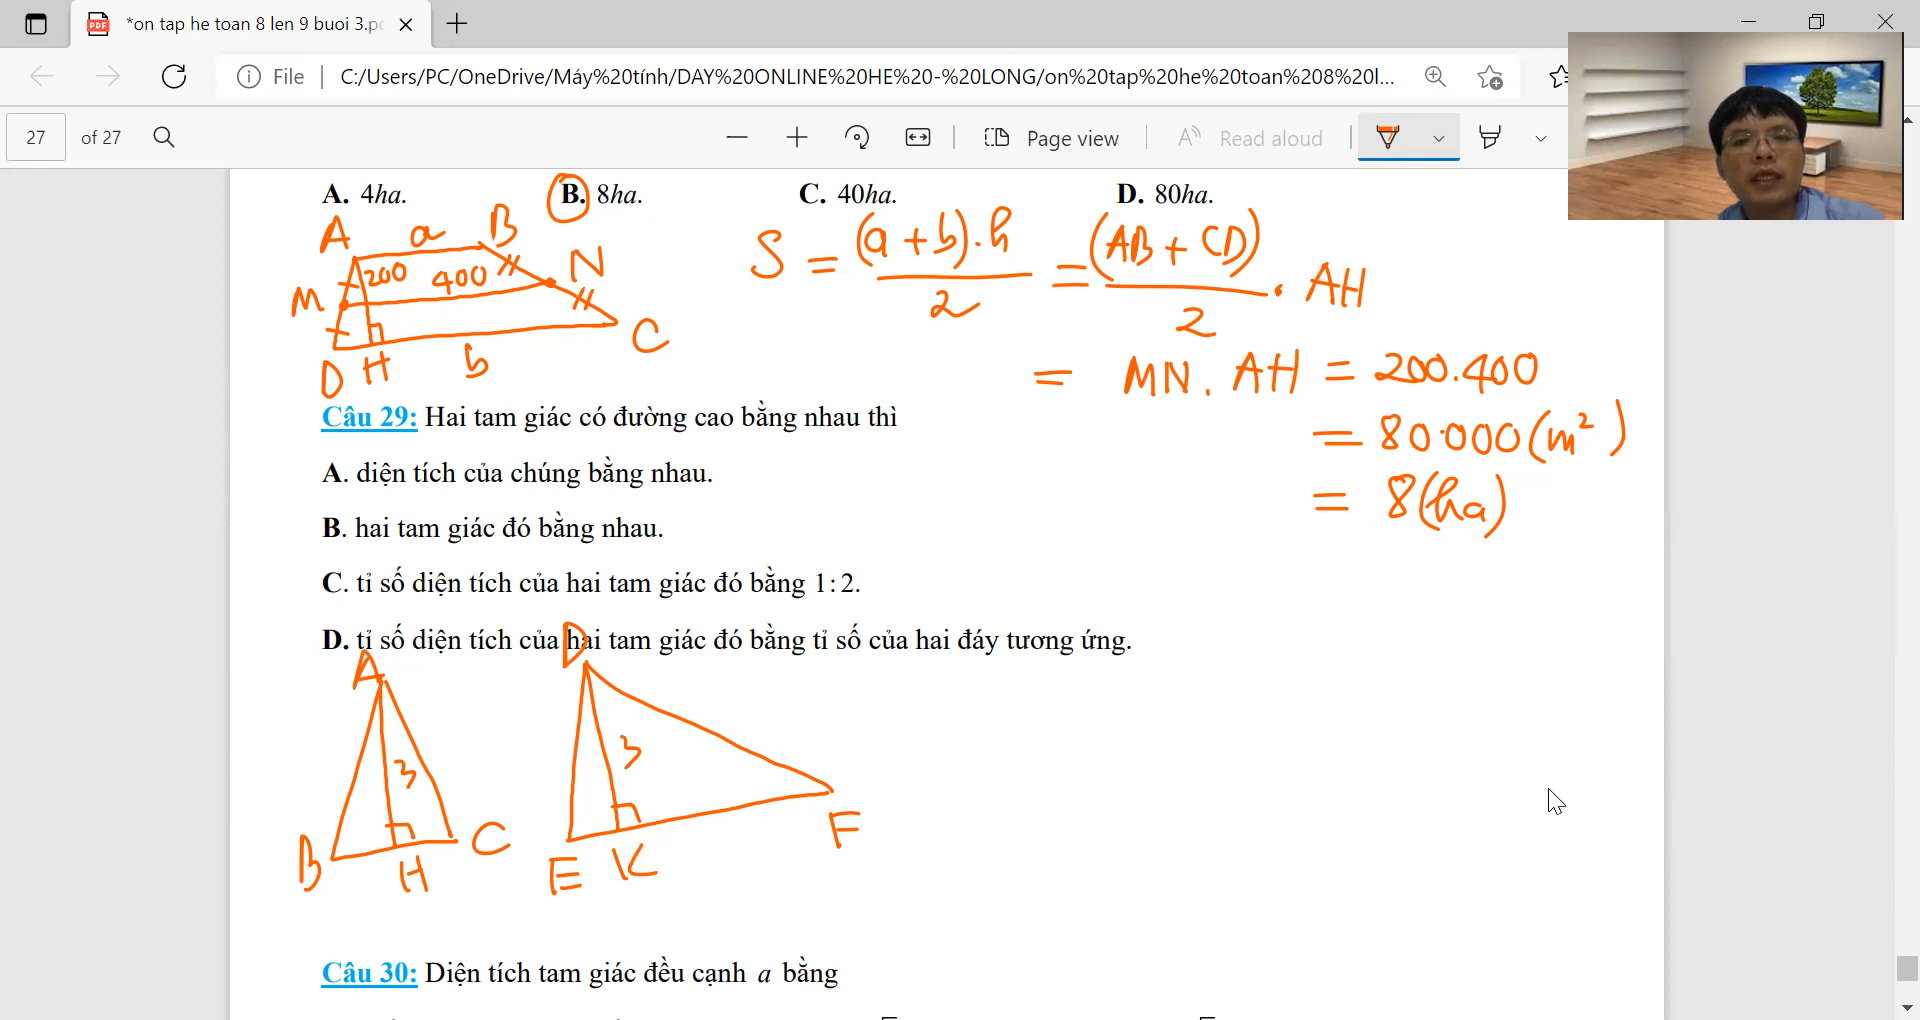 *on tap he toan 8 len 9 buoi 3.pd
File
C:/Users/PC/OneDrive/Máy%20tính/DAY%20ONLINE%20HE%20-%20LONG/on%20tap%20he%20toan%208%20l...
27 of 27
Page view
Read aloud
A. 4ha. B. 8ha. C. 40ha. D. 80ha.
A a B
200 400 N
M
D H b C
S = (a + b).h / 2 = (AB + CD) / 2 . AH
= MN. AH = 200.400
= 80.000 (m²)
= 8 (ha)
Câu 29: Hai tam giác có đường cao bằng nhau thì
A. diện tích của chúng bằng nhau.
B. hai tam giác đó bằng nhau.
C. tỉ số diện tích của hai tam giác đó bằng 1:2.
D. tỉ số diện tích của hai tam giác đó bằng tỉ số của hai đáy tương ứng.
A D
3 3
B H C E K F
Câu 30: Diện tích tam giác đều cạnh a bằng